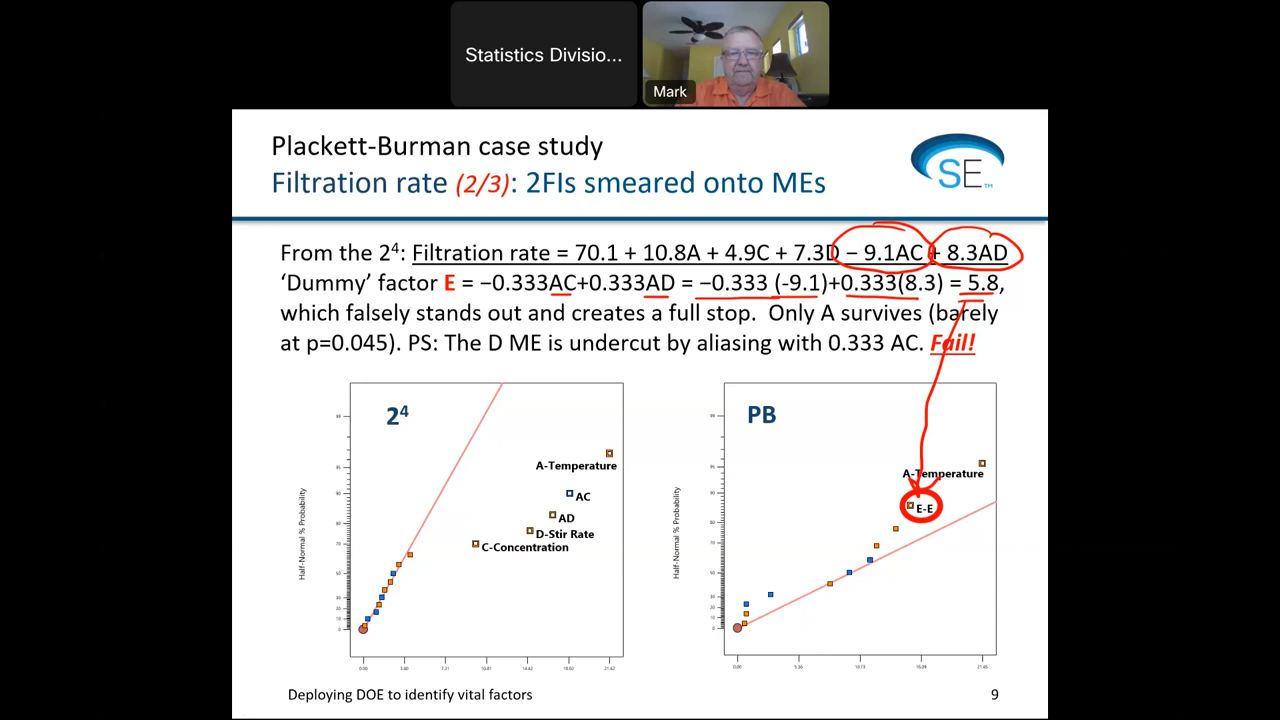 Statistics Divisio...
Mark
Plackett-Burman case study
Filtration rate (2/3): 2FIs smeared onto MEs
SE™
From the 2⁴: Filtration rate = 70.1 + 10.8A + 4.9C + 7.3D − 9.1AC + 8.3AD
‘Dummy’ factor E = −0.333AC+0.333AD = −0.333 (-9.1)+0.333(8.3) = 5.8,
which falsely stands out and creates a full stop. Only A survives (barely
at p=0.045). PS: The D ME is undercut by aliasing with 0.333 AC. Fail!
2⁴
A-Temperature
AC
AD
D-Stir Rate
C-Concentration
Half-Normal % Probability
PB
A-Temperature
E-E
Half-Normal % Probability
Deploying DOE to identify vital factors
9